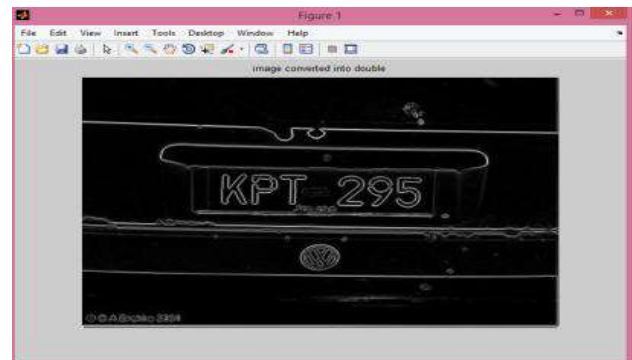 Figure 1
File Edit View Insert Tools Desktop Window Help
image converted into double
KPT 295